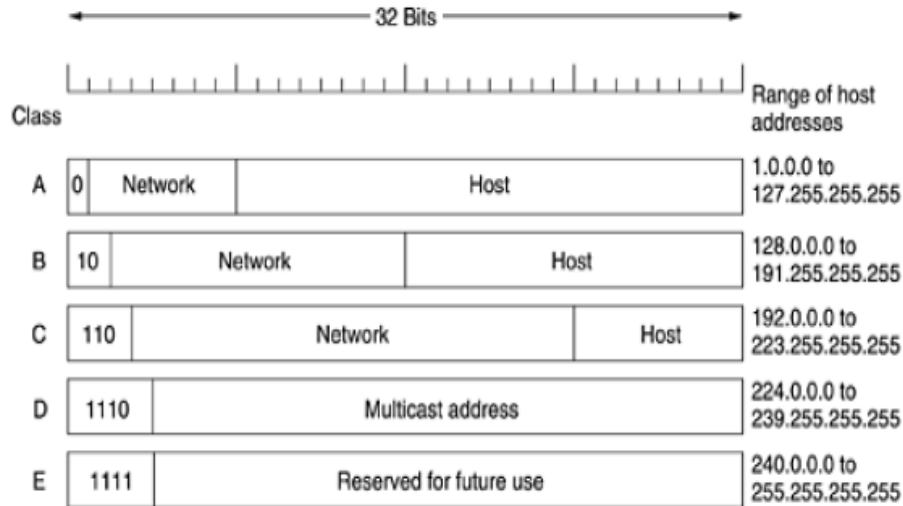 32 Bits
Range of host
addresses
Class
A 0 Network Host 1.0.0.0 to
127.255.255.255
B 10 Network Host 128.0.0.0 to
191.255.255.255
C 110 Network Host 192.0.0.0 to
223.255.255.255
D 1110 Multicast address 224.0.0.0 to
239.255.255.255
E 1111 Reserved for future use 240.0.0.0 to
255.255.255.255